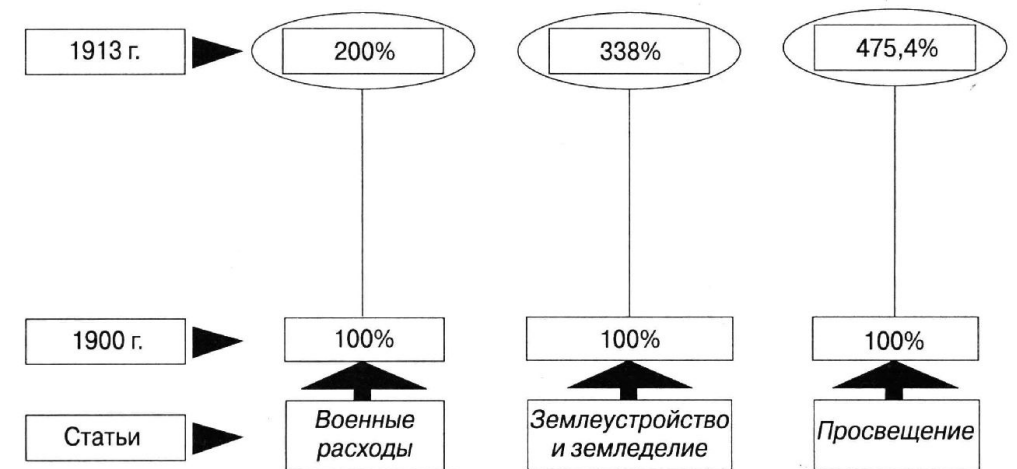 1913 г.
200%
338%
475,4%
1900 г.
100%
100%
100%
Статьи
Военные
расходы
Землеустройство
и земледелие
Просвещение